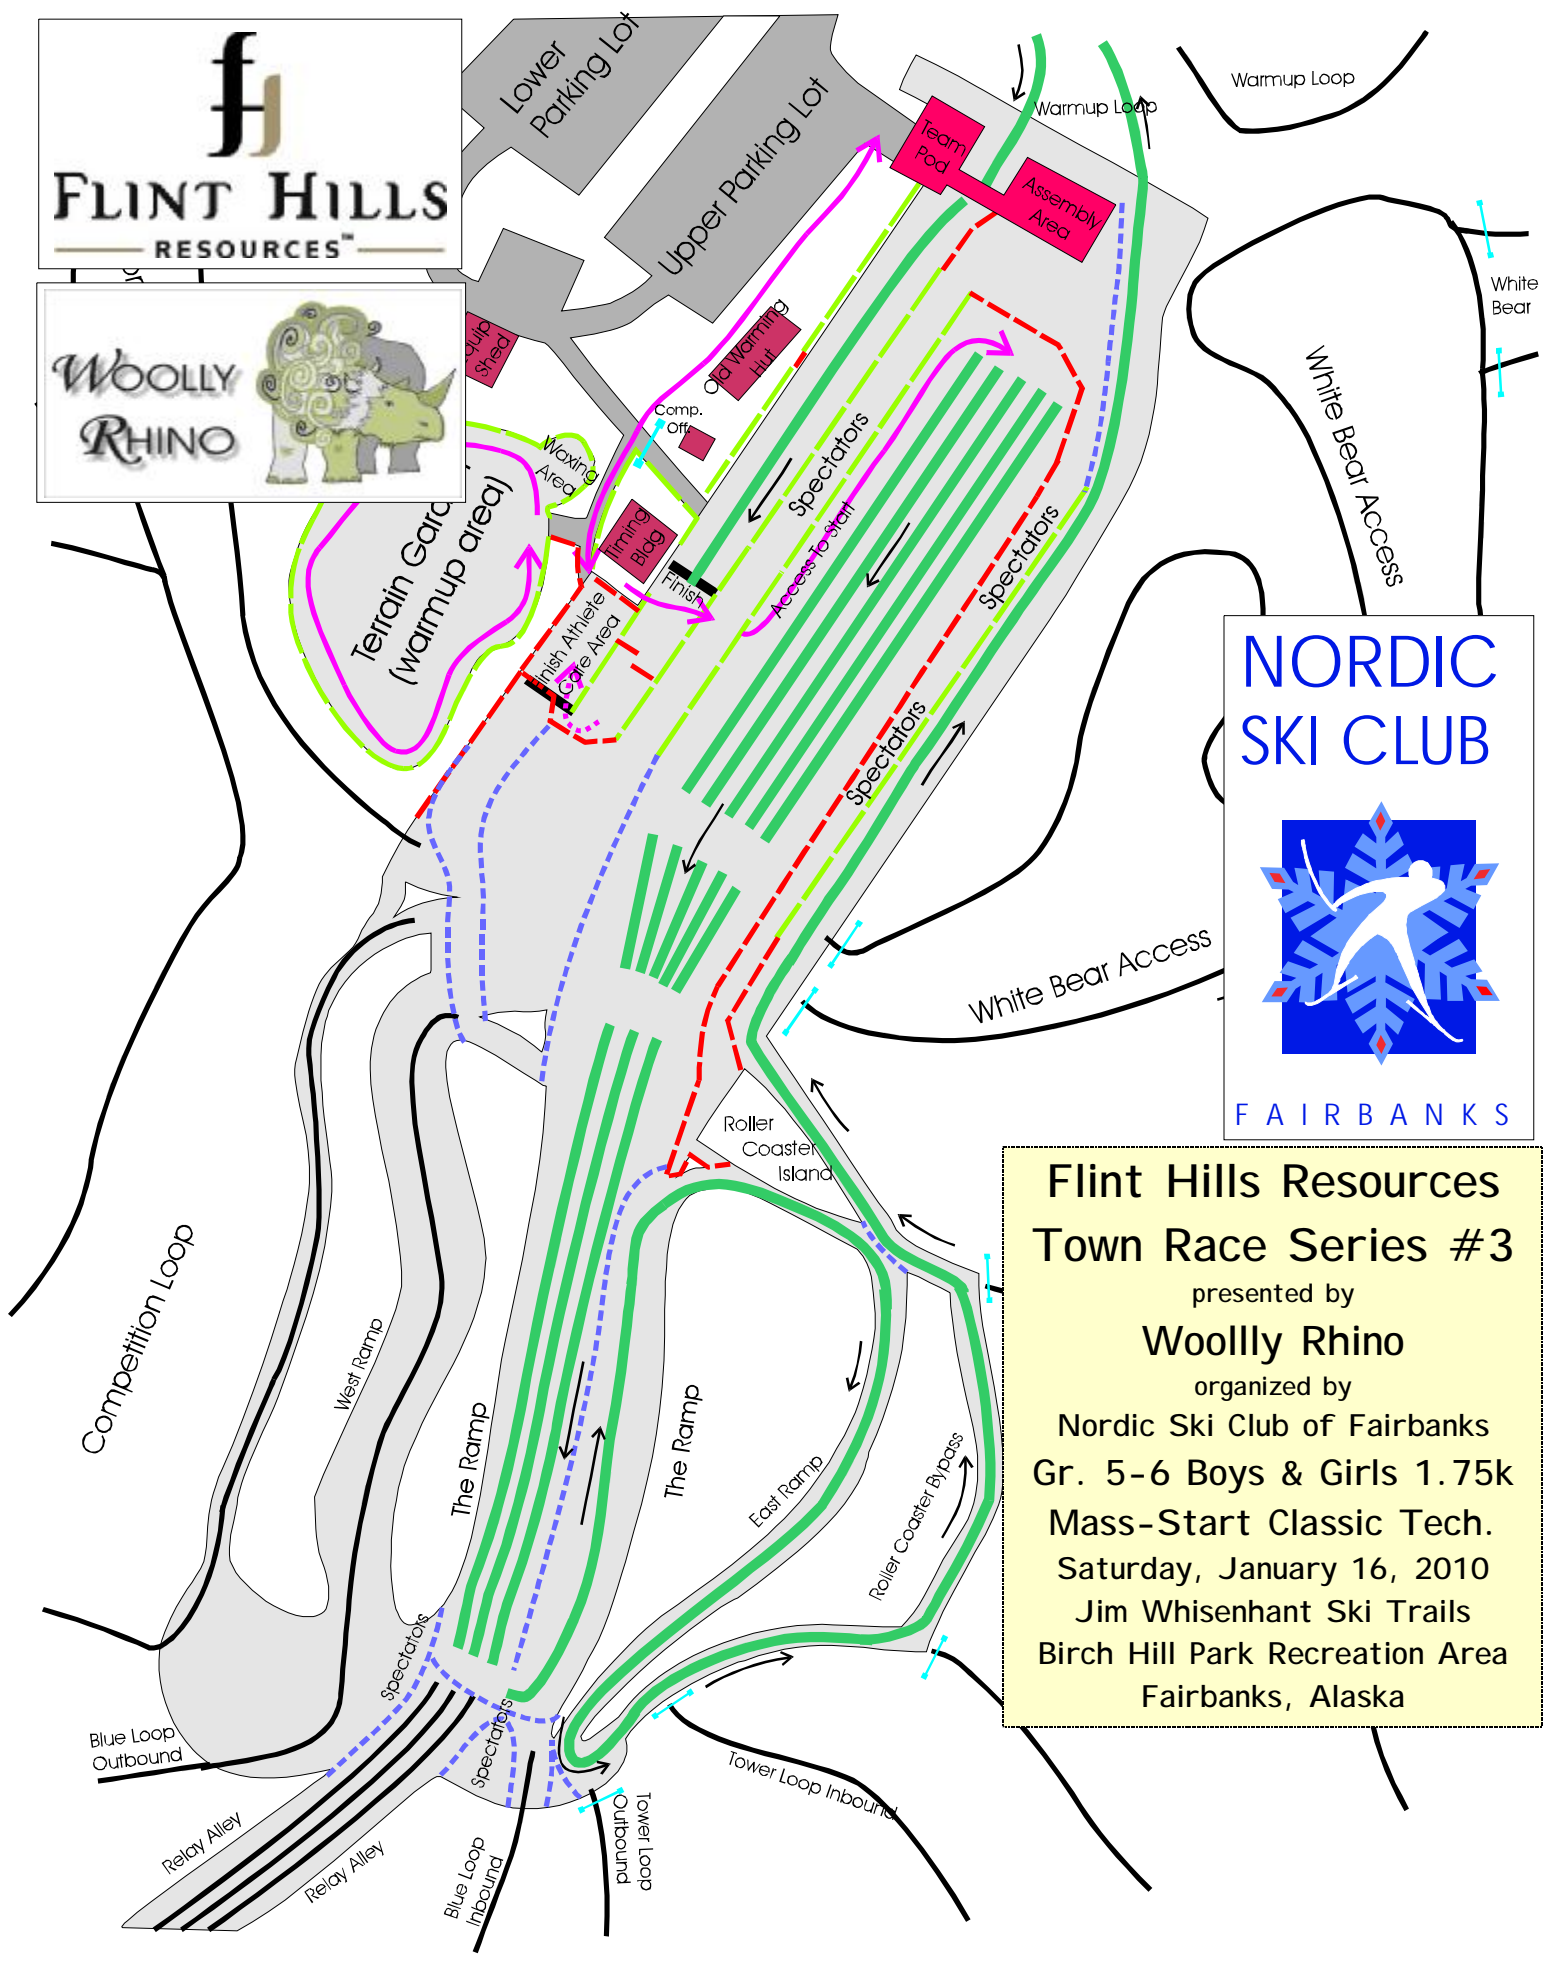 FLINT HILLS
RESOURCES™
WOOLLY
RHINO
Lower
Parking Lot
Upper Parking Lot
Warmup Loop
Warmup Loop
Team
Pod
Assembly
Area
White
Bear
White Bear Access
Shed
Old Warming
Hut
Comp.
Off.
Waxing
Area
Timing
Bldg
Finish
Terrain
(warmup area)
Finish Athlete
Care Area
Access To Start
Spectators
Spectators
Spectators
White Bear Access
NORDIC
SKI CLUB
FAIRBANKS
Roller
Coaster
Island
Competition Loop
West Ramp
The Ramp
The Ramp
East Ramp
Roller Coaster Bypass
Spectators
Spectators
Blue Loop
Outbound
Relay Alley
Relay Alley
Blue Loop
Inbound
Tower Loop
Outbound
Tower Loop Inbound
Flint Hills Resources
Town Race Series #3
presented by
Woollly Rhino
organized by
Nordic Ski Club of Fairbanks
Gr. 5-6 Boys & Girls 1.75k
Mass-Start Classic Tech.
Saturday, January 16, 2010
Jim Whisenhant Ski Trails
Birch Hill Park Recreation Area
Fairbanks, Alaska